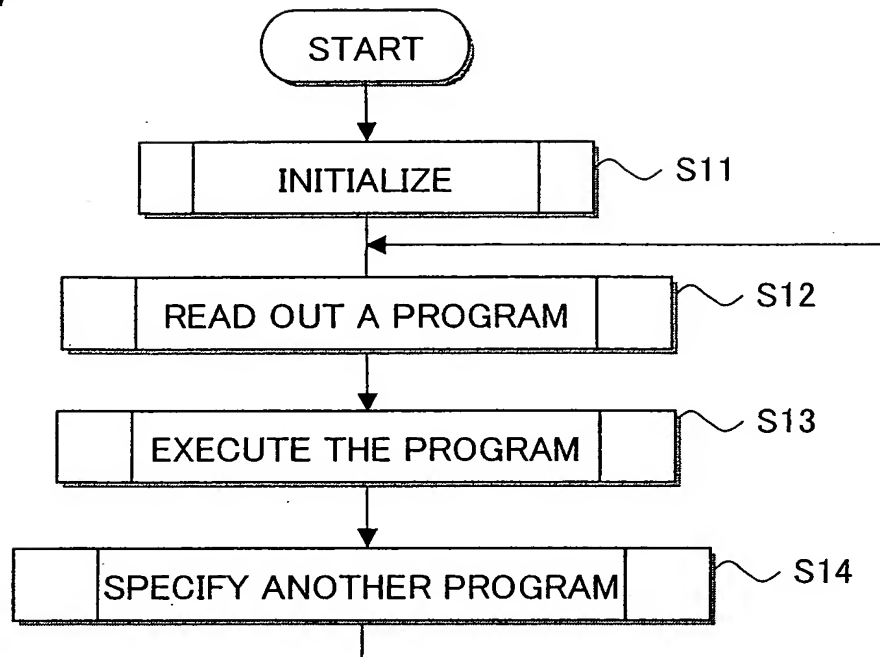 START
INITIALIZE
S11
READ OUT A PROGRAM
S12
EXECUTE THE PROGRAM
S13
SPECIFY ANOTHER PROGRAM
S14